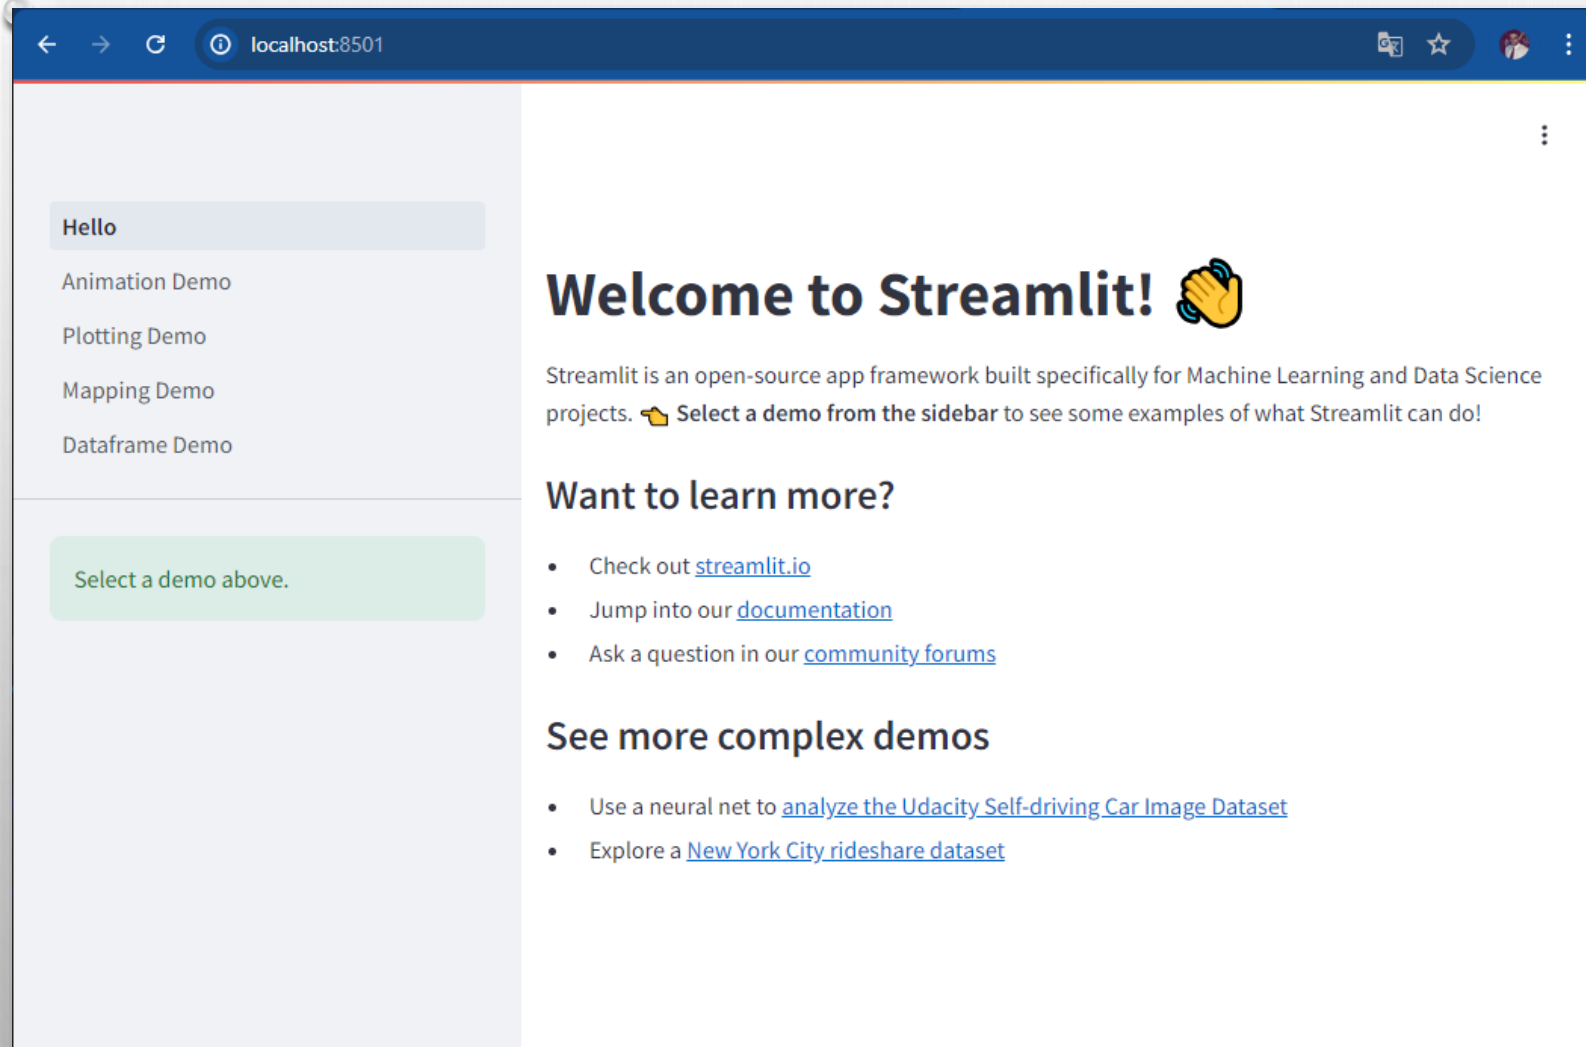 localhost:8501
Hello
Animation Demo
Plotting Demo
Mapping Demo
Dataframe Demo
Select a demo above.
Welcome to Streamlit! 👋
Streamlit is an open-source app framework built specifically for Machine Learning and Data Science
projects. 👈 Select a demo from the sidebar to see some examples of what Streamlit can do!
Want to learn more?
• Check out streamlit.io
• Jump into our documentation
• Ask a question in our community forums
See more complex demos
• Use a neural net to analyze the Udacity Self-driving Car Image Dataset
• Explore a New York City rideshare dataset